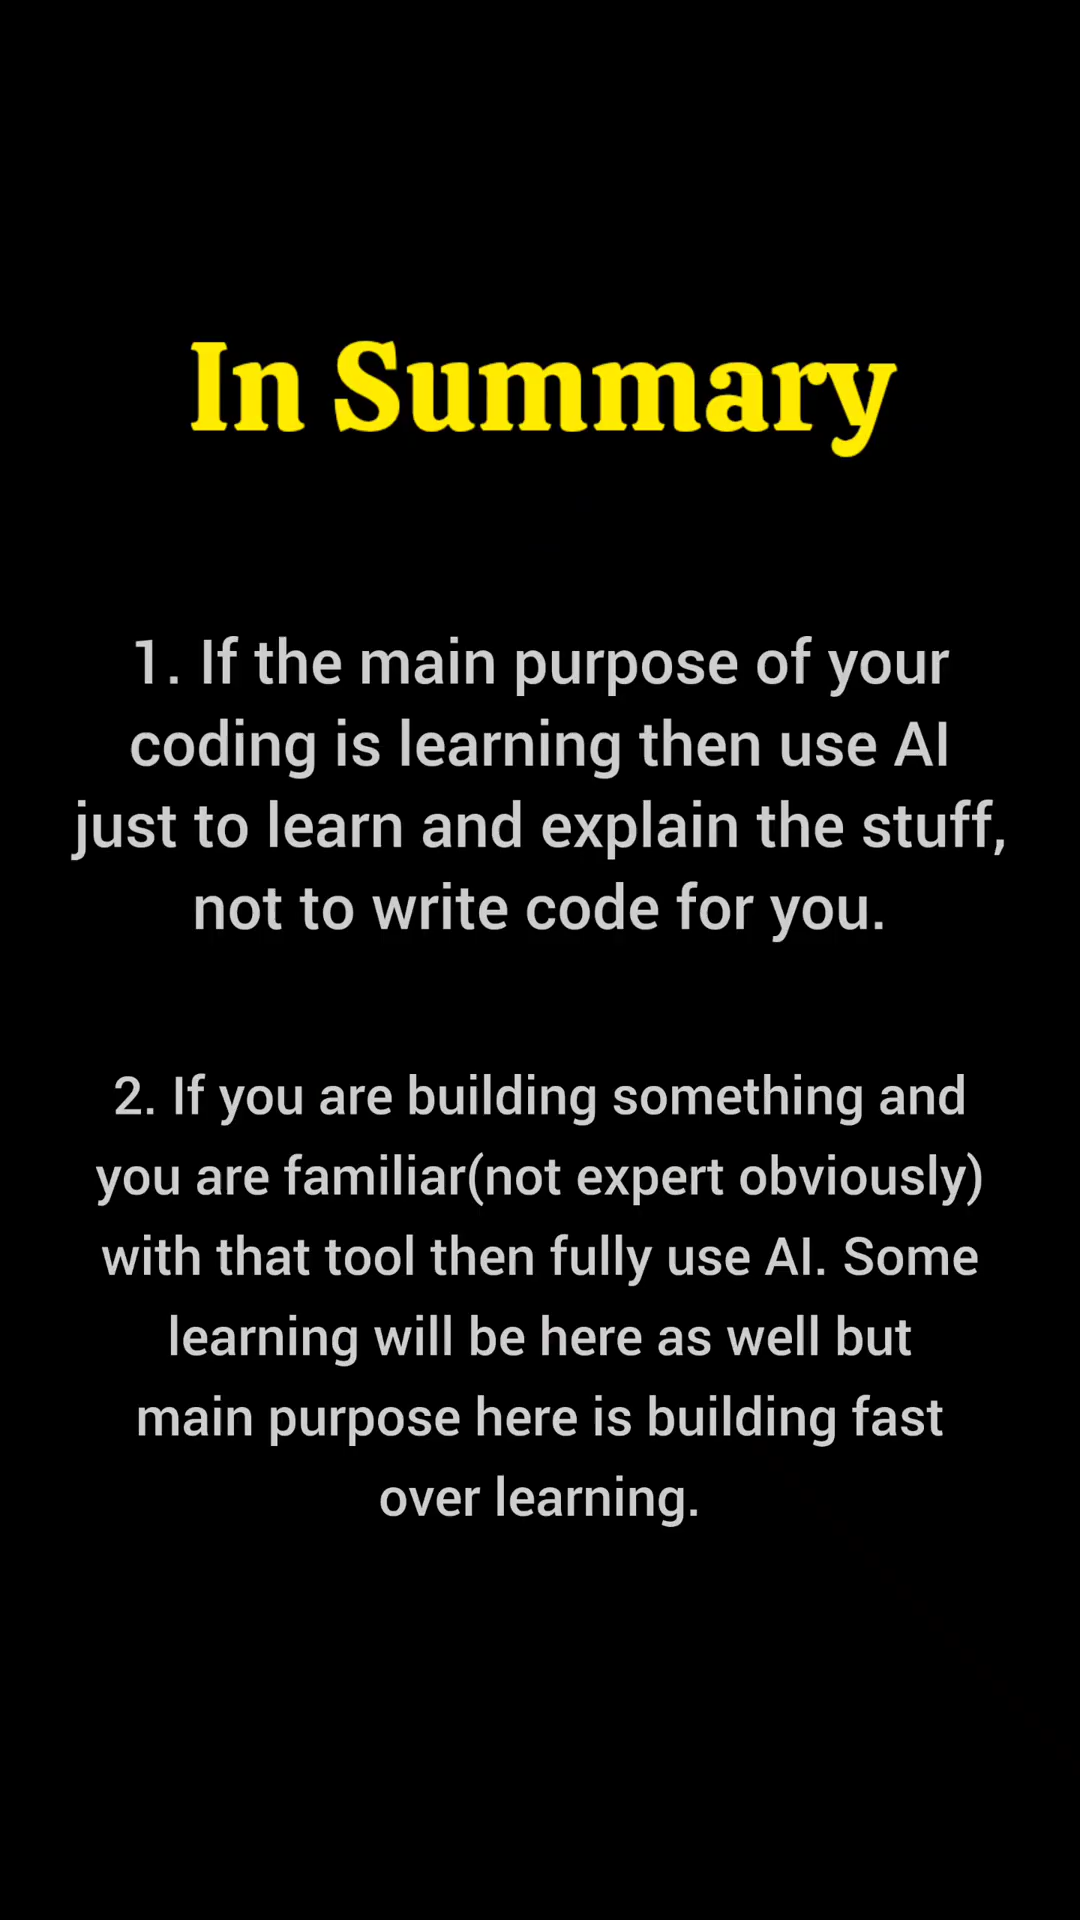 In Summary
1. If the main purpose of your
coding is learning then use AI
just to learn and explain the stuff,
not to write code for you.
2. If you are building something and
you are familiar(not expert obviously)
with that tool then fully use AI. Some
learning will be here as well but
main purpose here is building fast
over learning.